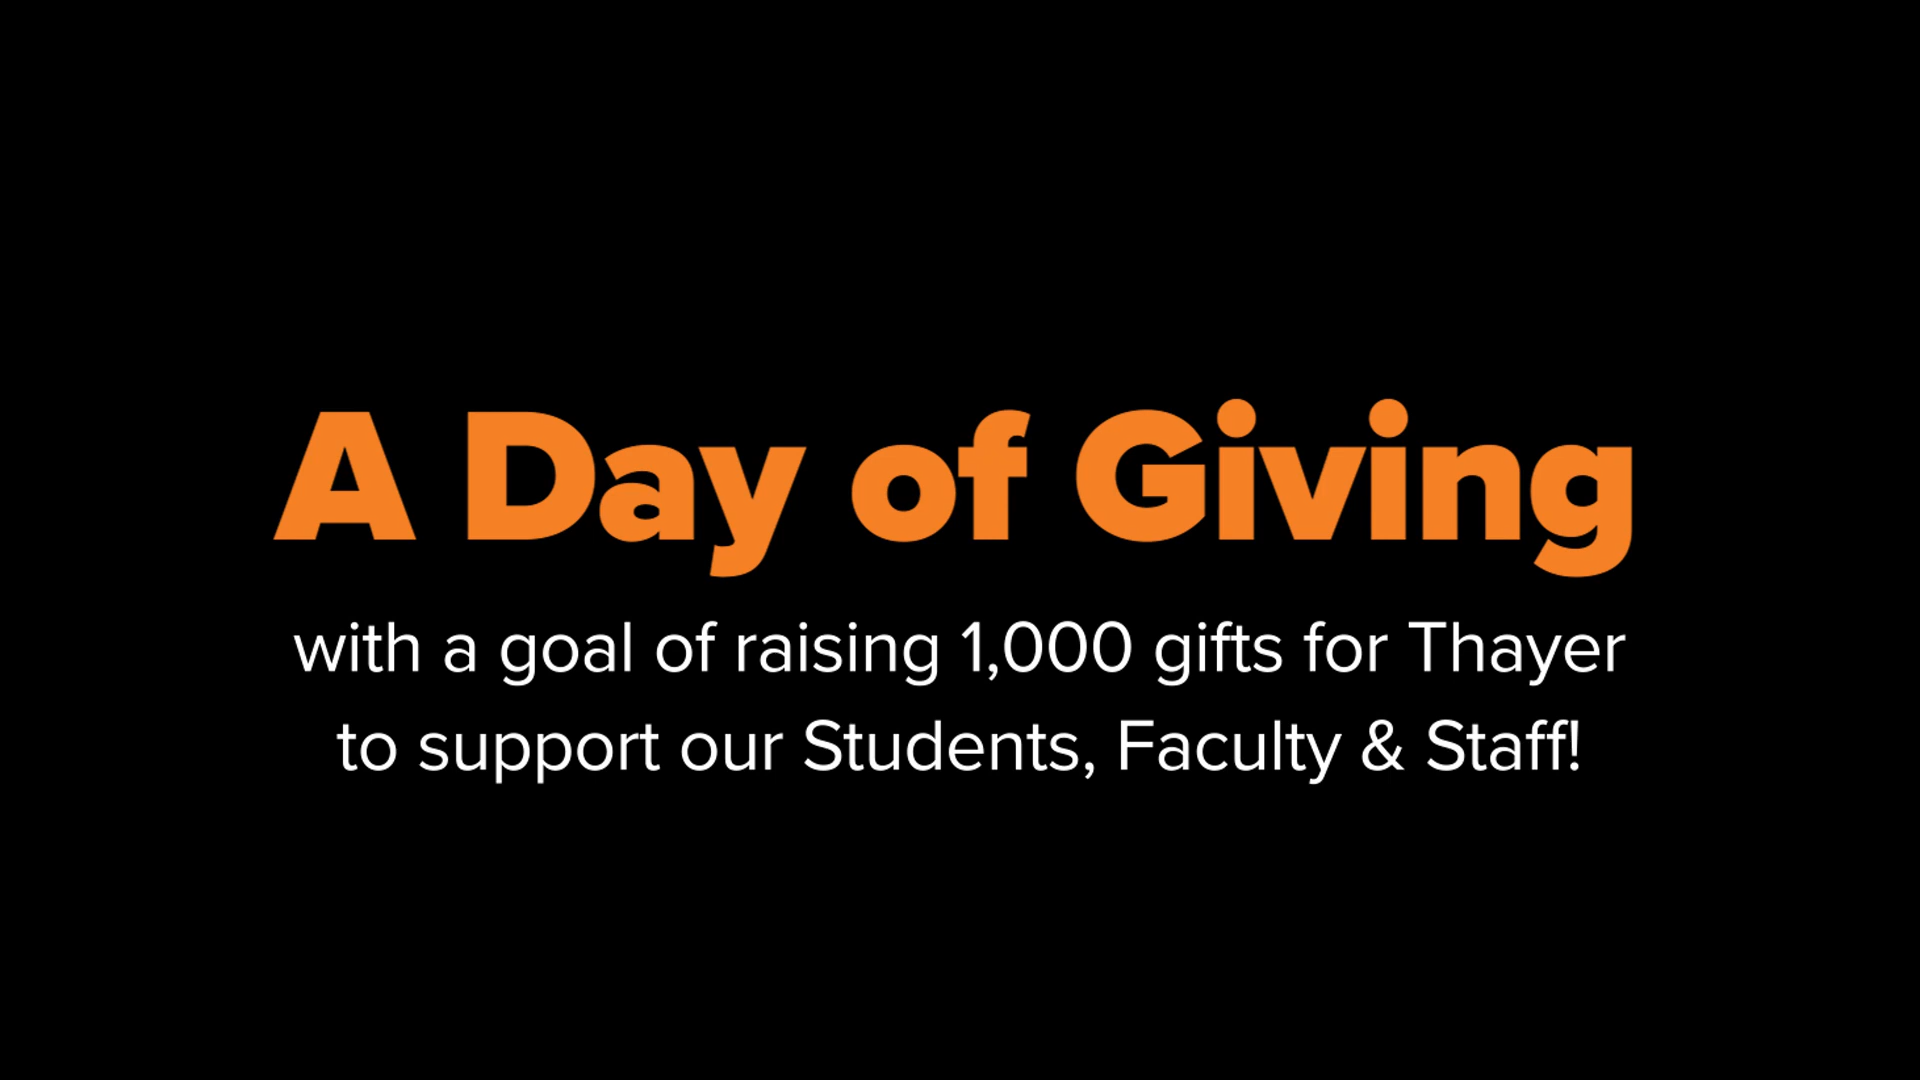 A Day of Giving
with a goal of raising 1,000 gifts for Thayer
to support our Students, Faculty & Staff!